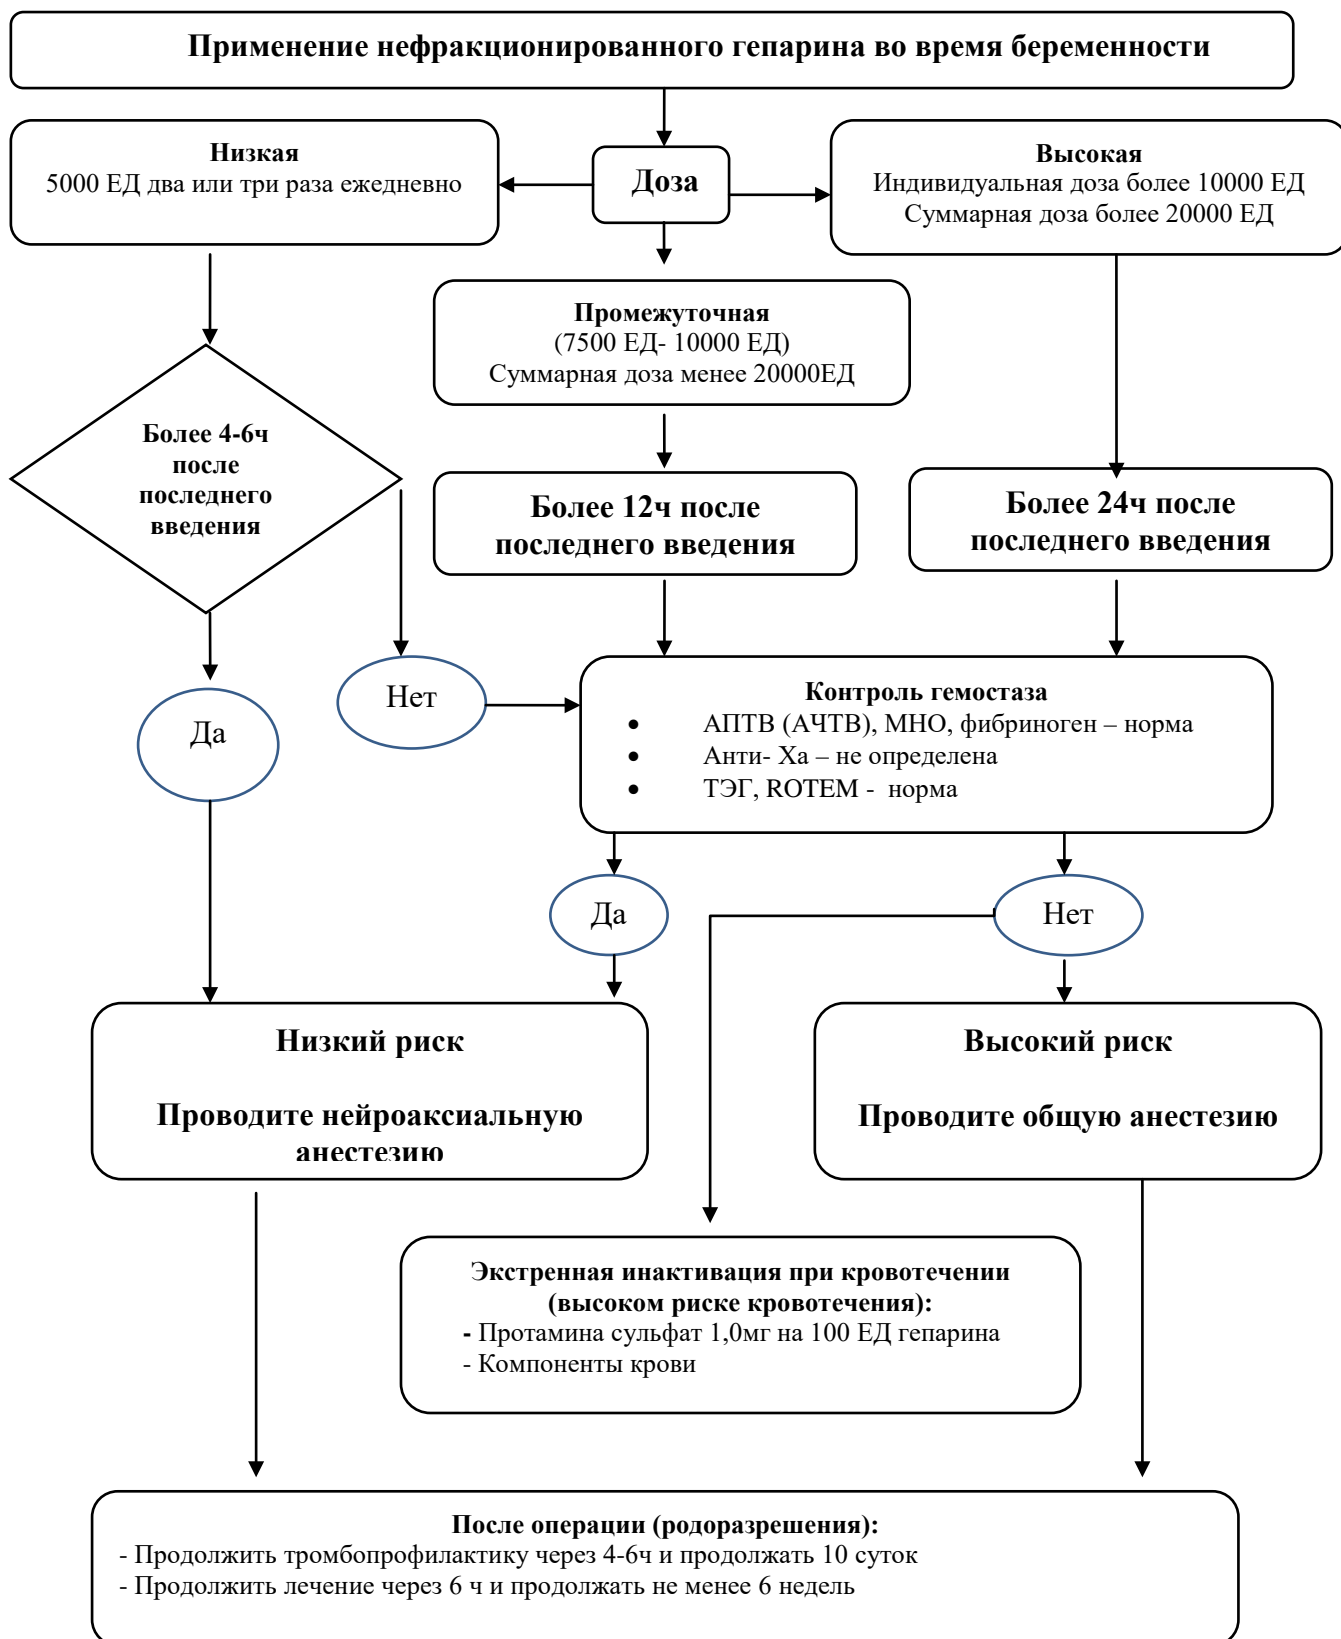 Применение нефракционированного гепарина во время беременности
Низкая
5000 ЕД два или три раза ежедневно
Доза
Высокая
Индивидуальная доза более 10000 ЕД
Суммарная доза более 20000 ЕД
Промежуточная
(7500 ЕД- 10000 ЕД)
Суммарная доза менее 20000ЕД
Более 4-6ч
после
последнего
введения
Более 12ч после
последнего введения
Более 24ч после
последнего введения
Да
Нет
Контроль гемостаза
• АПТВ (АЧТВ), МНО, фибриноген – норма
• Анти- Ха – не определена
• ТЭГ, ROTEM - норма
Да
Нет
Низкий риск
Проводите нейроаксиальную
анестезию
Высокий риск
Проводите общую анестезию
Экстренная инактивация при кровотечении
(высоком риске кровотечения):
- Протамина сульфат 1,0мг на 100 ЕД гепарина
- Компоненты крови
После операции (родоразрешения):
- Продолжить тромбопрофилактику через 4-6ч и продолжать 10 суток
- Продолжить лечение через 6 ч и продолжать не менее 6 недель